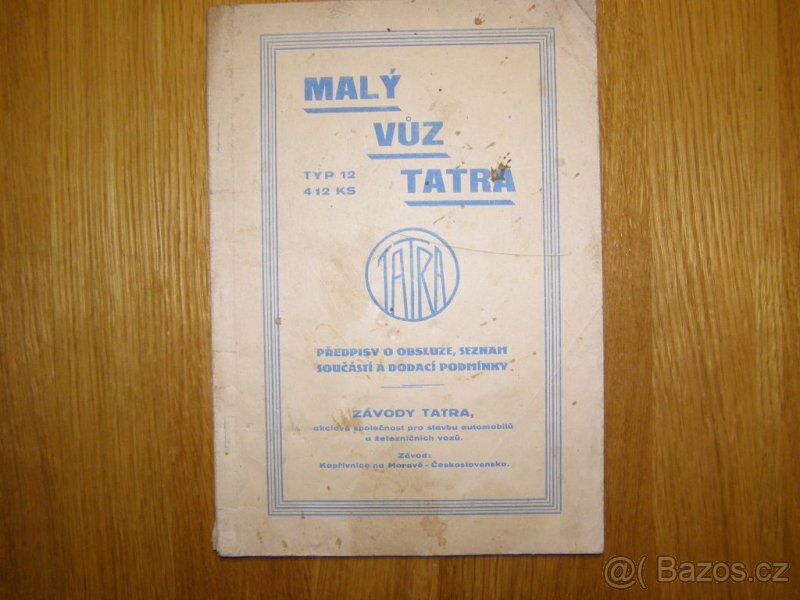 MALÝ
VŮZ
TYP 12
4 12 KS
TATRA
TATRA
PŘEDPISY O OBSLUZE, SEZNAM
SOUČÁSTÍ A DODACÍ PODMÍNKY
ZÁVODY TATRA,
akciová společnost pro stavbu automobilů
a železničních vozů.
Závod:
Kopřivnice na Moravě - Československo.
@( Bazos.cz